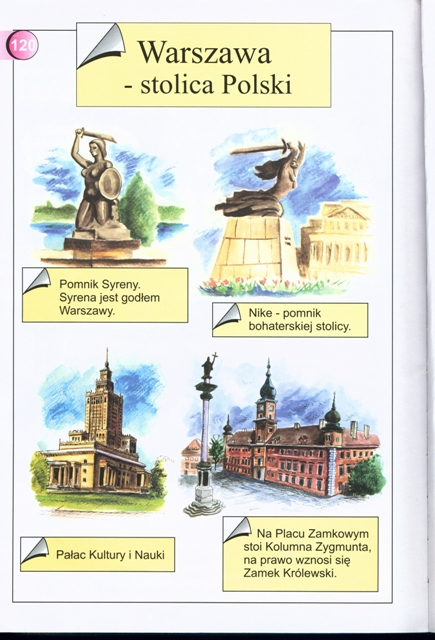 120
Warszawa
- stolica Polski
Pomnik Syreny.
Syrena jest godłem
Warszawy.
Nike - pomnik
bohaterskiej stolicy.
Pałac Kultury i Nauki
Na Placu Zamkowym
stoi Kolumna Zygmunta,
na prawo wznosi się
Zamek Królewski.